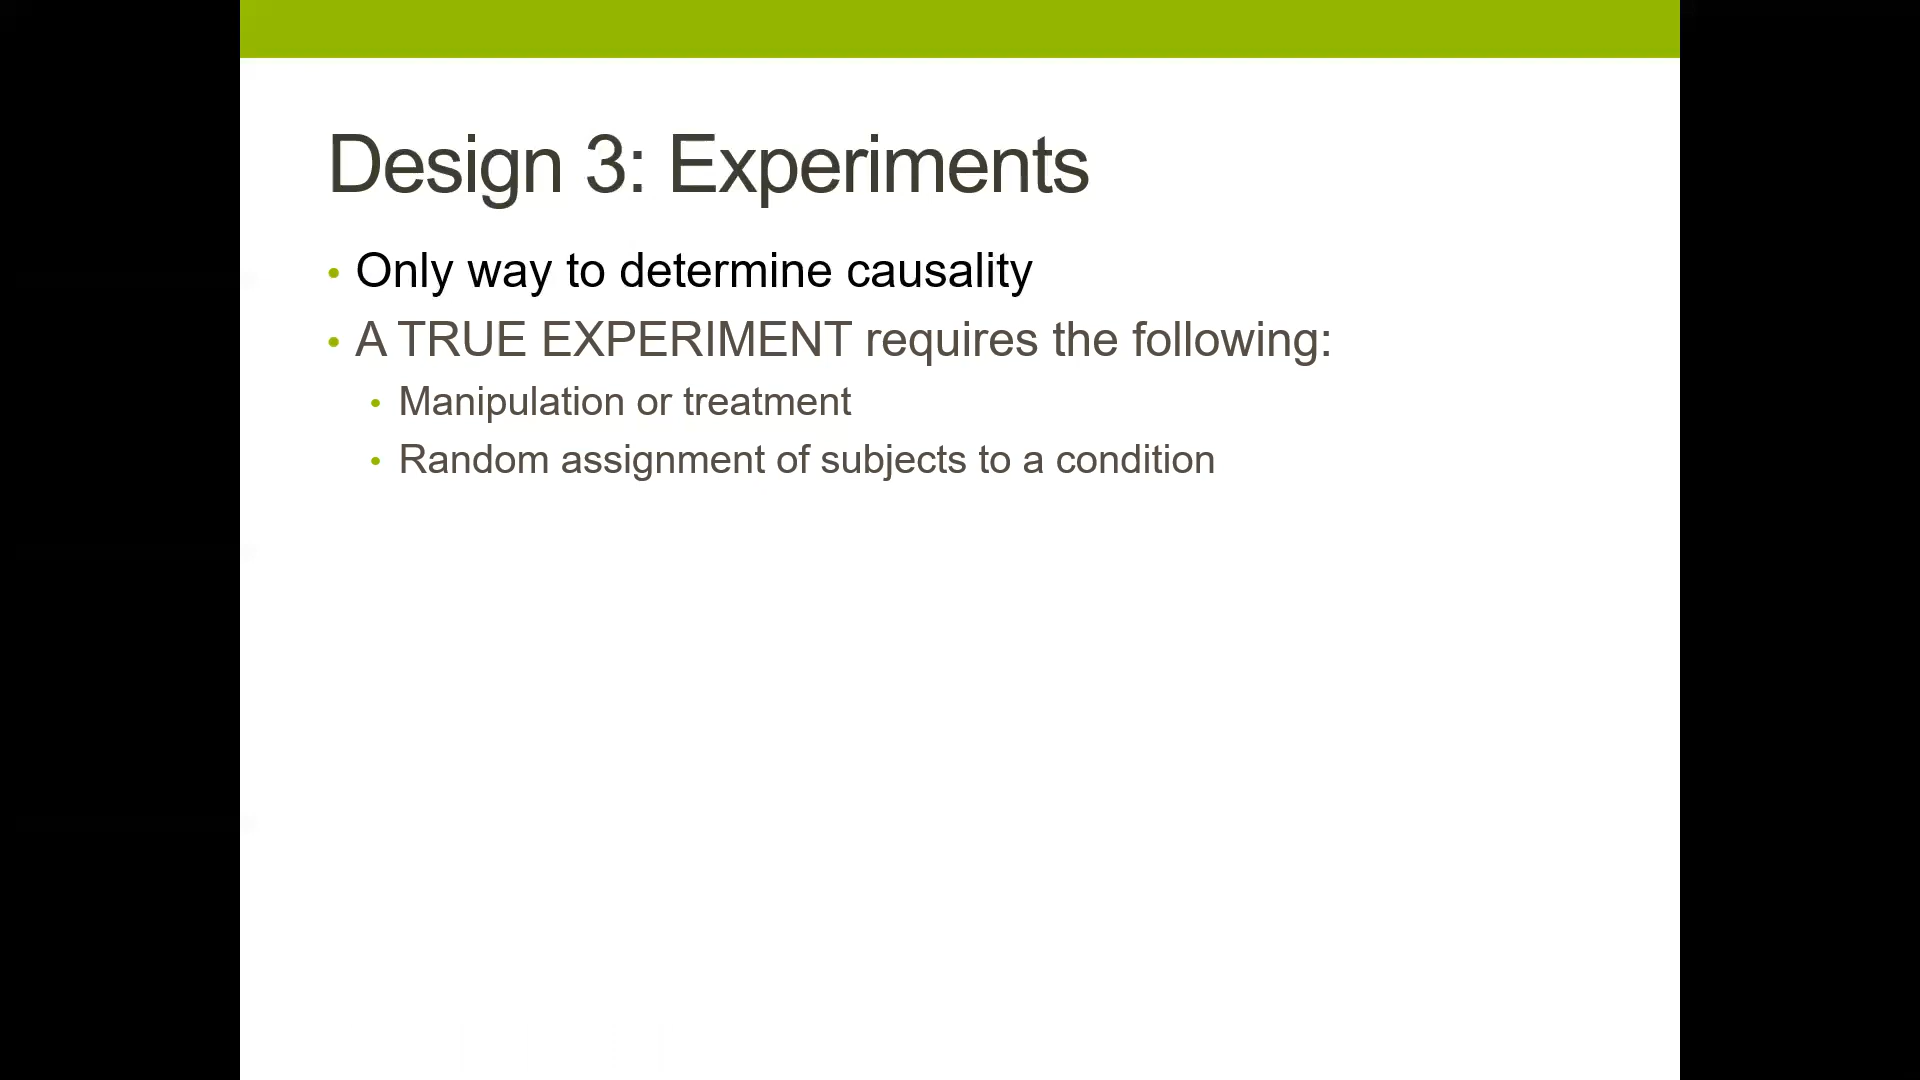 Design 3: Experiments
• Only way to determine causality
• A TRUE EXPERIMENT requires the following:
• Manipulation or treatment
• Random assignment of subjects to a condition